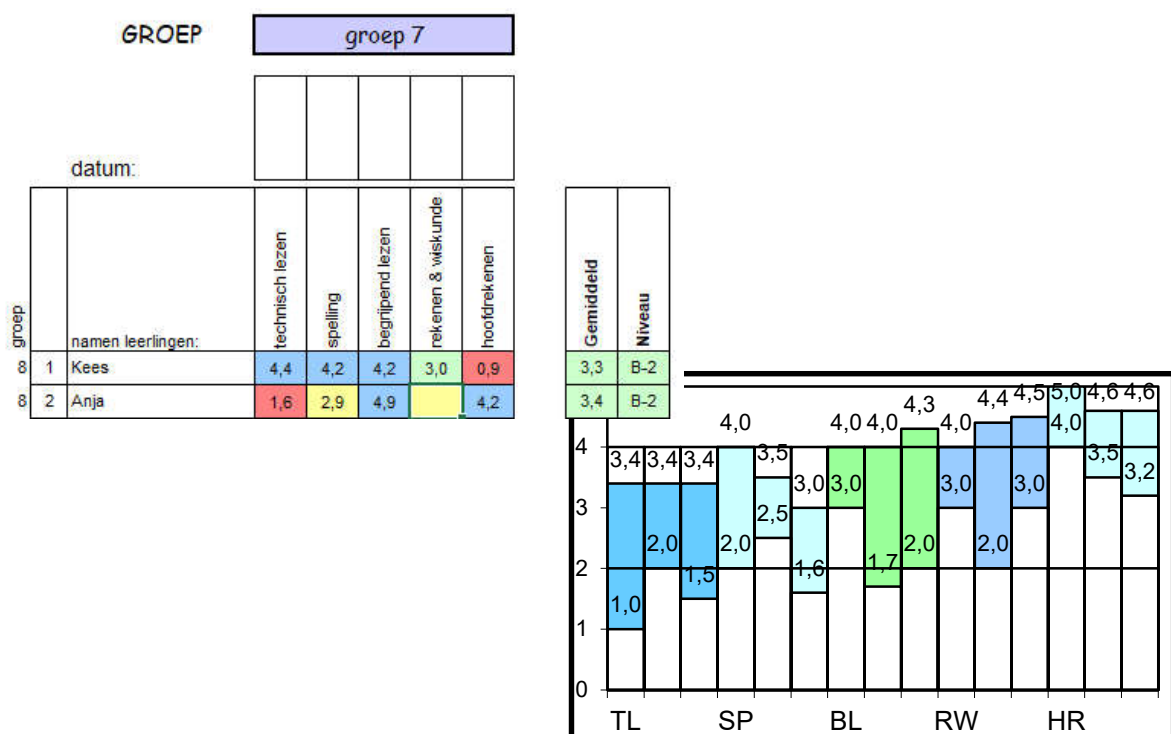 GROEP groep 7
datum:
groep namen leerlingen: technisch lezen spelling begrijpend lezen rekenen & wiskunde hoofdrekenen Gemiddeld Niveau
8 1 Kees 4,4 4,2 4,2 3,0 0,9 3,3 B-2
8 2 Anja 1,6 2,9 4,9 4,2 3,4 B-2
5,0 4,6 4,6
4,4 4,5
4,0 4,0 4,0 4,3 4,0 4,0
4 3,4 3,4 3,4 3,5 3,5
3,0 3,0 3,0 3,0 3,2
3 2,5
2,0 2,0 2,0 2,0
2 1,5 1,6 1,7
1,0
1
0
TL SP BL RW HR